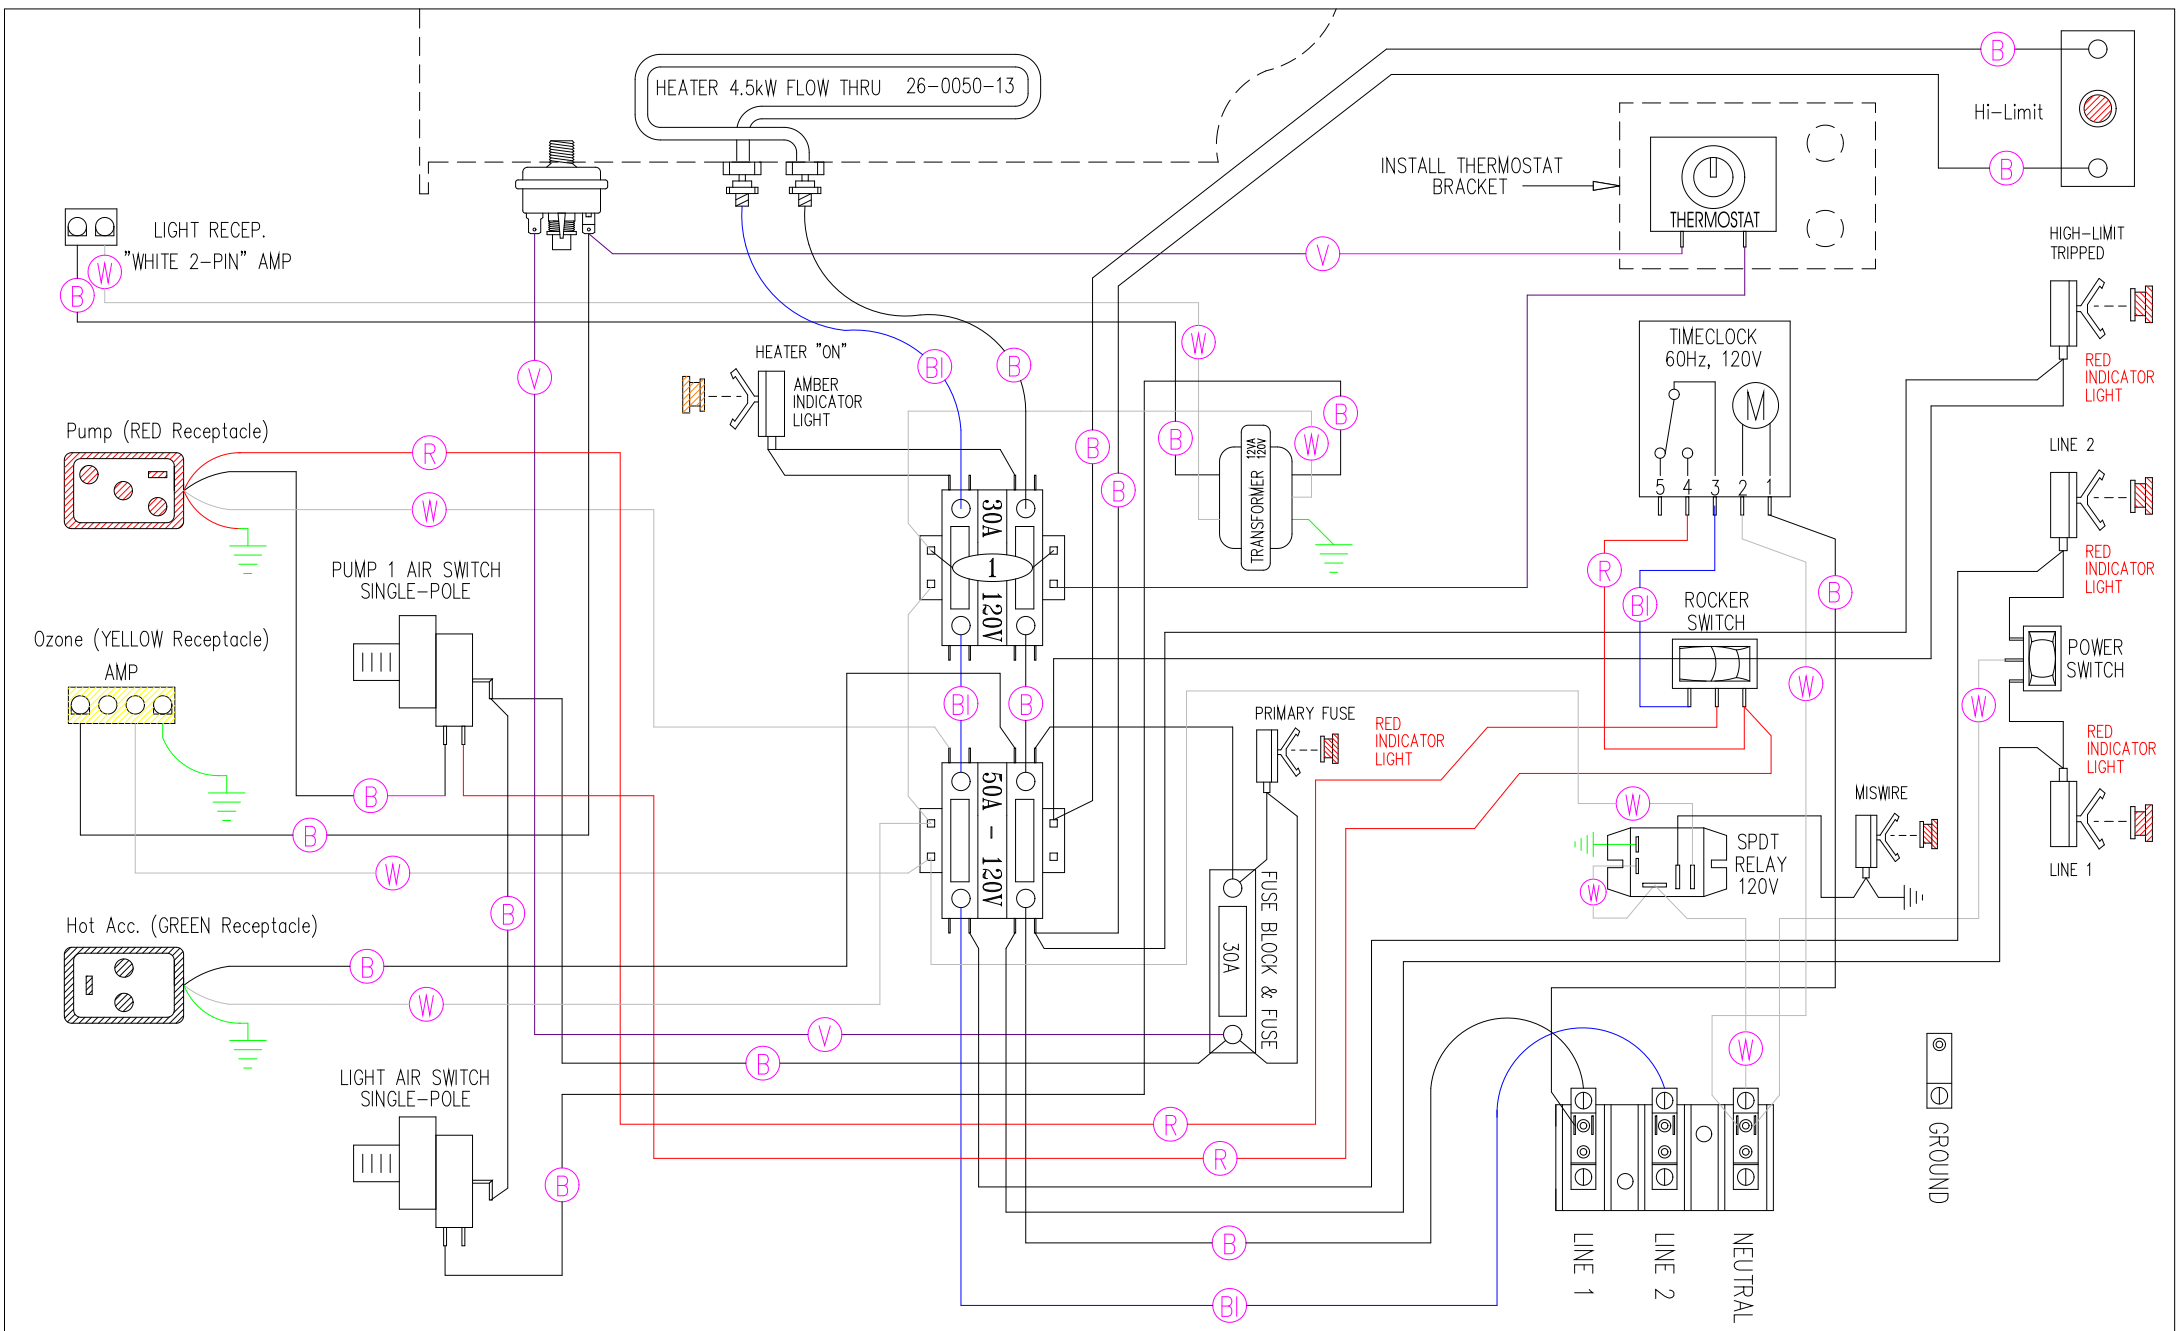 HEATER 4.5kW FLOW THRU 26-0050-13
B
Hi-Limit
B
INSTALL THERMOSTAT
BRACKET
THERMOSTAT
LIGHT RECEP.
"WHITE 2-PIN" AMP
W
B
V
HIGH-LIMIT
TRIPPED
RED
INDICATOR
LIGHT
TIMECLOCK
60Hz, 120V
M
5 4 3 2 1
W
HEATER "ON"
AMBER
INDICATOR
LIGHT
BI
B
V
B
B
B
W
B
TRANSFORMER
12VA
120V
LINE 2
RED
INDICATOR
LIGHT
Pump (RED Receptacle)
R
W
30A
1
120V
PUMP 1 AIR SWITCH
SINGLE-POLE
R
BI
B
ROCKER
SWITCH
W
POWER
SWITCH
W
Ozone (YELLOW Receptacle)
AMP
BI
B
PRIMARY FUSE
RED
INDICATOR
LIGHT
RED
INDICATOR
LIGHT
LINE 1
B
B
W
50A - 120V
W
MISWIRE
SPDT
RELAY
120V
W
FUSE BLOCK & FUSE
30A
B
Hot Acc. (GREEN Receptacle)
B
W
V
B
LIGHT AIR SWITCH
SINGLE-POLE
W
R
R
B
B
BI
GROUND
LINE 1
LINE 2
NEUTRAL